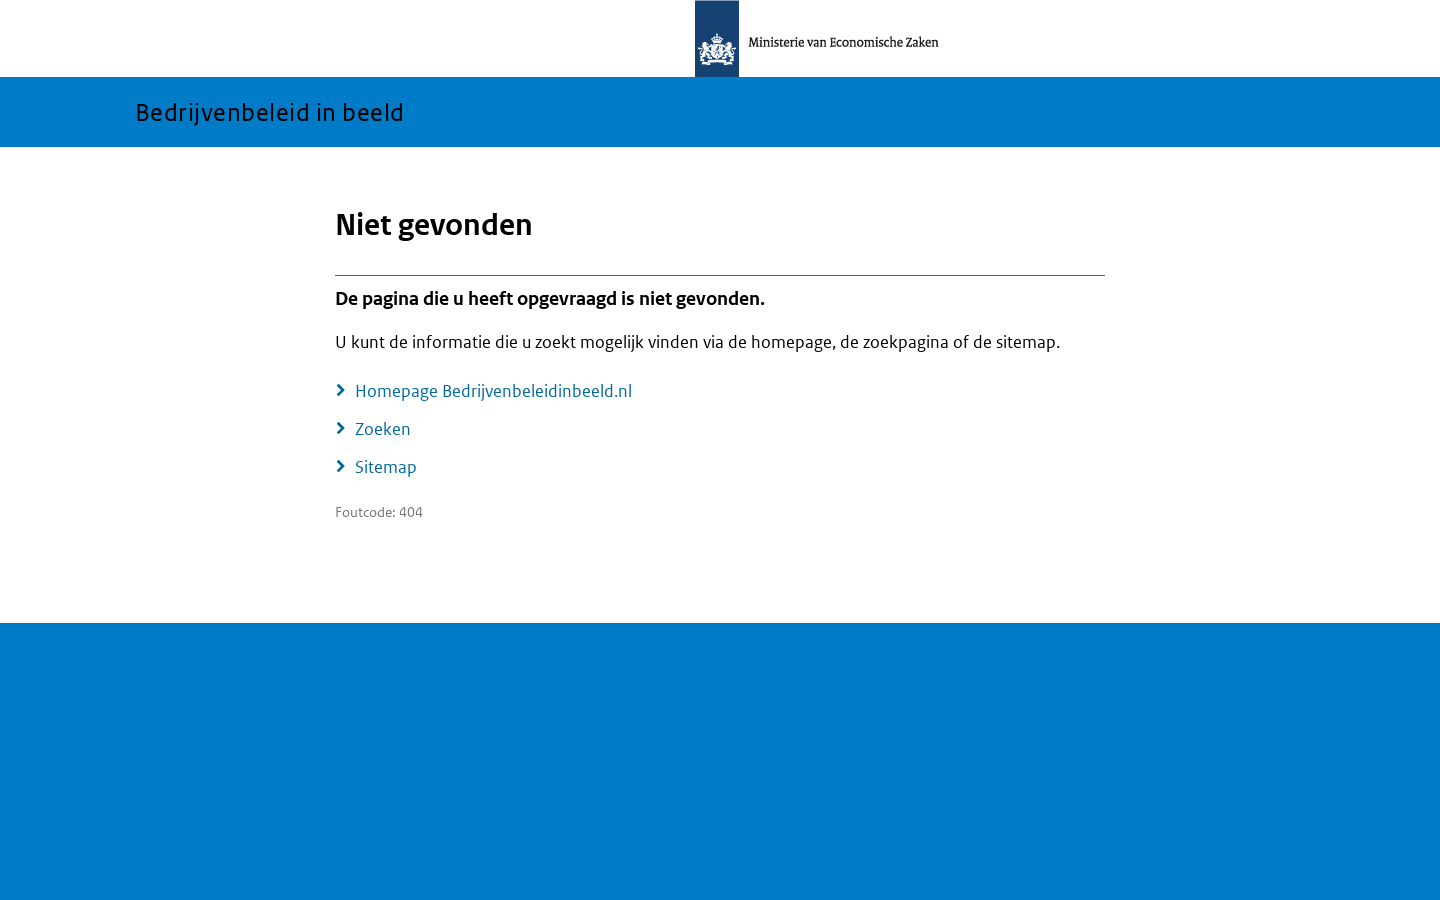 Ministerie van Economische Zaken
Bedrijvenbeleid in beeld
Niet gevonden
De pagina die u heeft opgevraagd is niet gevonden.
U kunt de informatie die u zoekt mogelijk vinden via de homepage, de zoekpagina of de sitemap.
Homepage Bedrijvenbeleidinbeeld.nl
Zoeken
Sitemap
Foutcode: 404